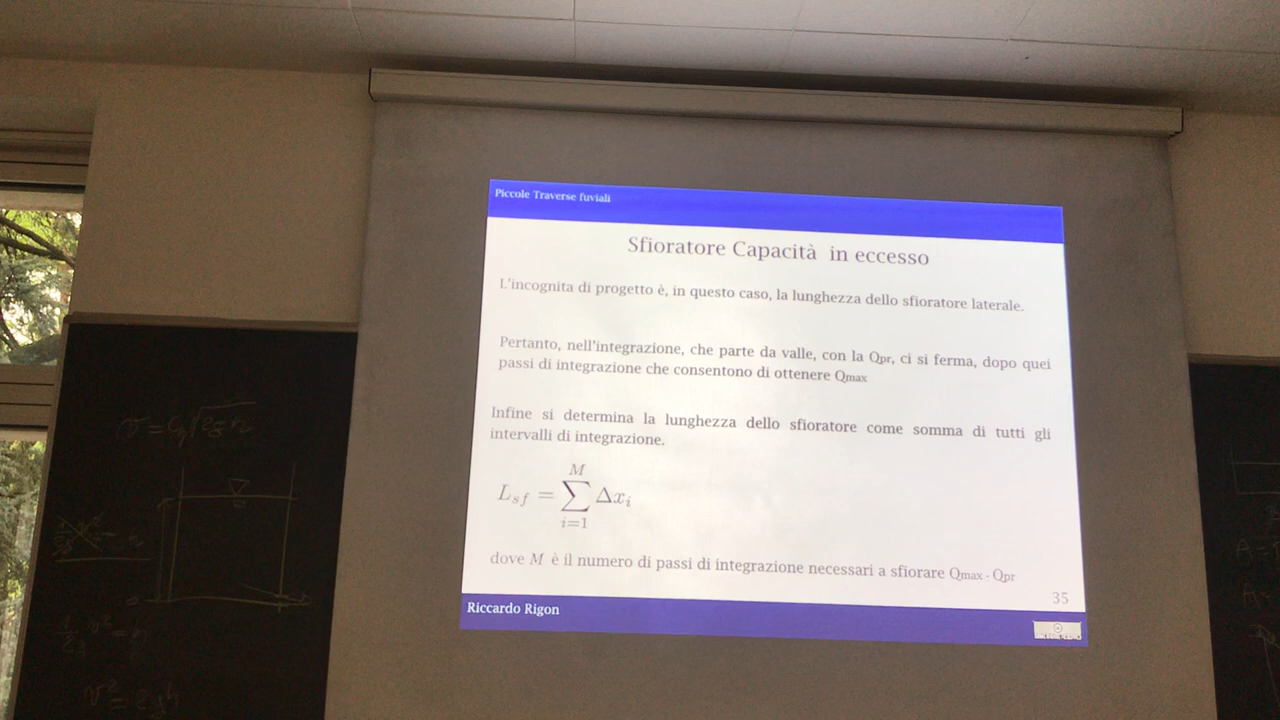 Piccole Traverse fuviali
Sfioratore Capacità in eccesso
L'incognita di progetto è, in questo caso, la lunghezza dello sfioratore laterale.
Pertanto, nell'integrazione, che parte da valle, con la Qpr, ci si ferma, dopo quei
passi di integrazione che consentono di ottenere Qmax
Infine si determina la lunghezza dello sfioratore come somma di tutti gli
intervalli di integrazione.
L_{sf} = \sum_{i=1}^{M} Δx_i
dove M è il numero di passi di integrazione necessari a sfiorare Qmax - Qpr
35
Riccardo Rigon